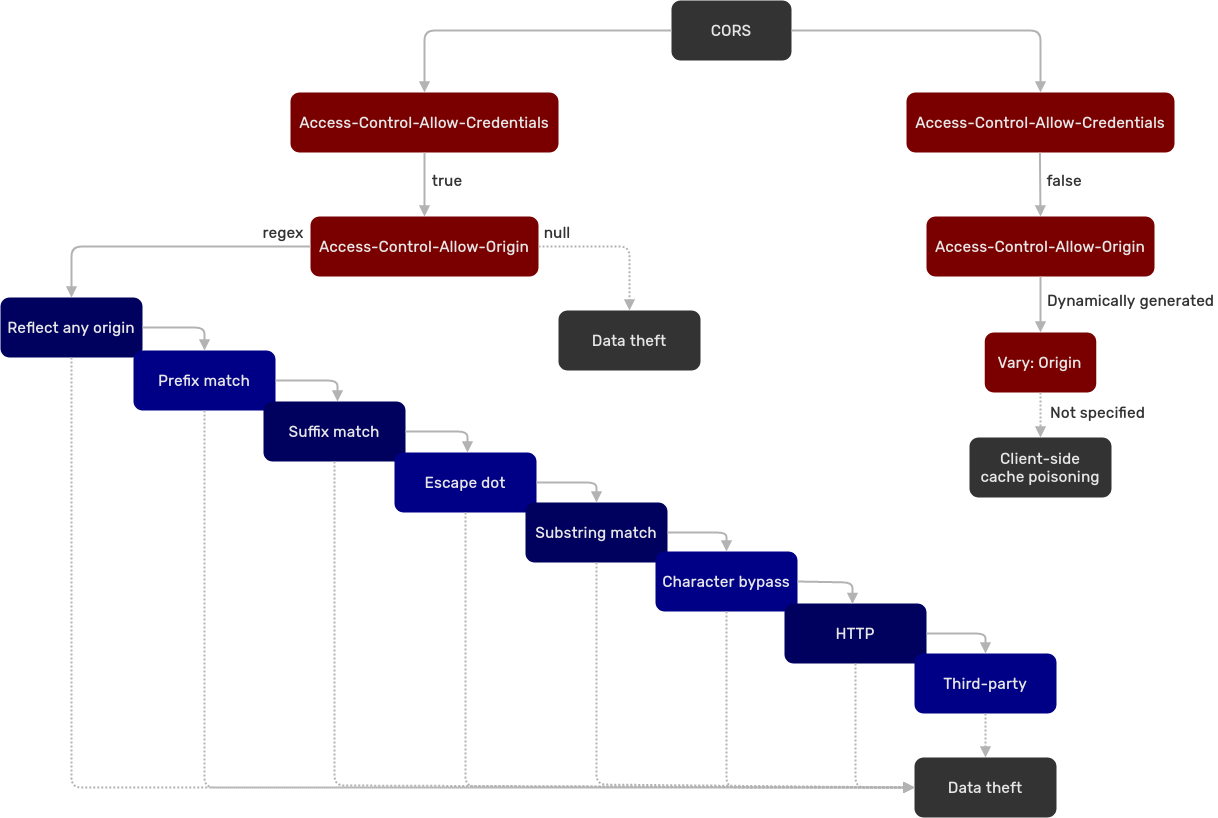 CORS
Access-Control-Allow-Credentials
Access-Control-Allow-Credentials
true
false
regex
Access-Control-Allow-Origin
null
Access-Control-Allow-Origin
Dynamically generated
Reflect any origin
Data theft
Vary: Origin
Prefix match
Not specified
Suffix match
Client-side
cache poisoning
Escape dot
Substring match
Character bypass
HTTP
Third-party
Data theft